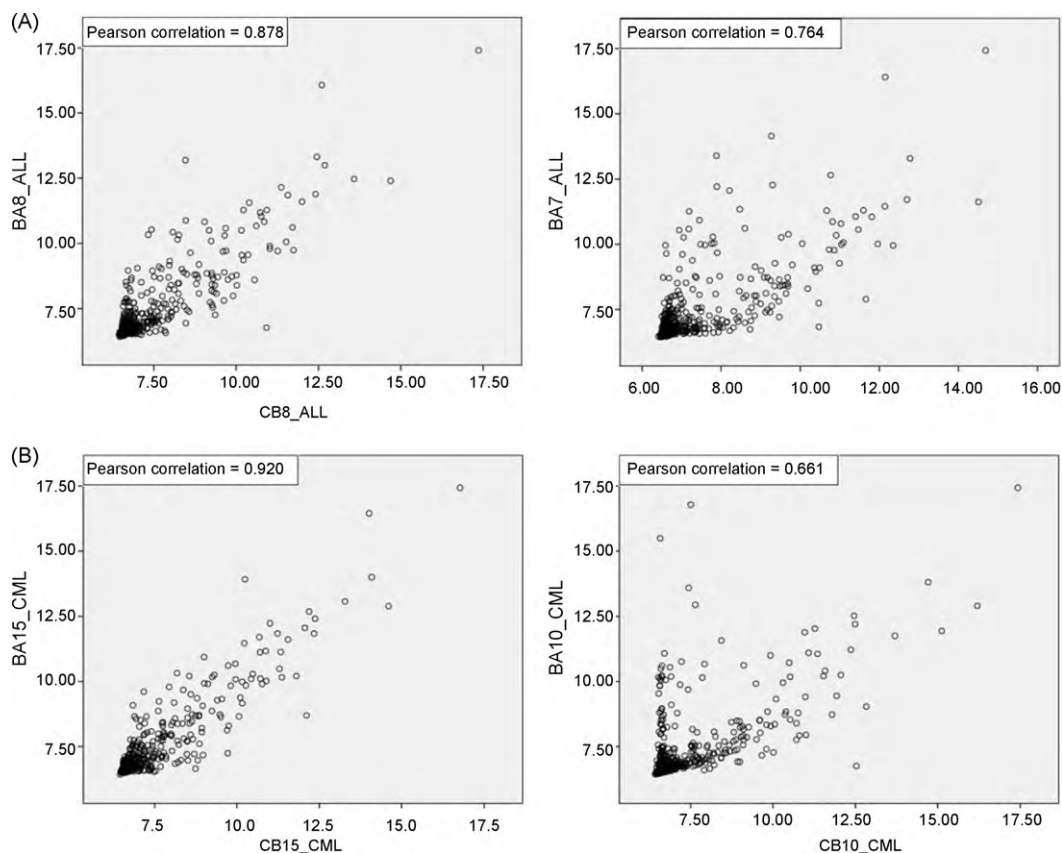 (A)
Pearson correlation = 0.878
17.50
15.00
12.50
10.00
7.50
BA8_ALL
7.50 10.00 12.50 15.00 17.50
CB8_ALL
Pearson correlation = 0.764
17.50
15.00
12.50
10.00
7.50
BA7_ALL
6.00 8.00 10.00 12.00 14.00 16.00
(B)
Pearson correlation = 0.920
17.50
15.00
12.50
10.00
7.50
BA15_CML
7.5 10.0 12.5 15.0 17.5
CB15_CML
Pearson correlation = 0.661
17.50
15.00
12.50
10.00
7.50
BA10_CML
7.50 10.00 12.50 15.00 17.50
CB10_CML